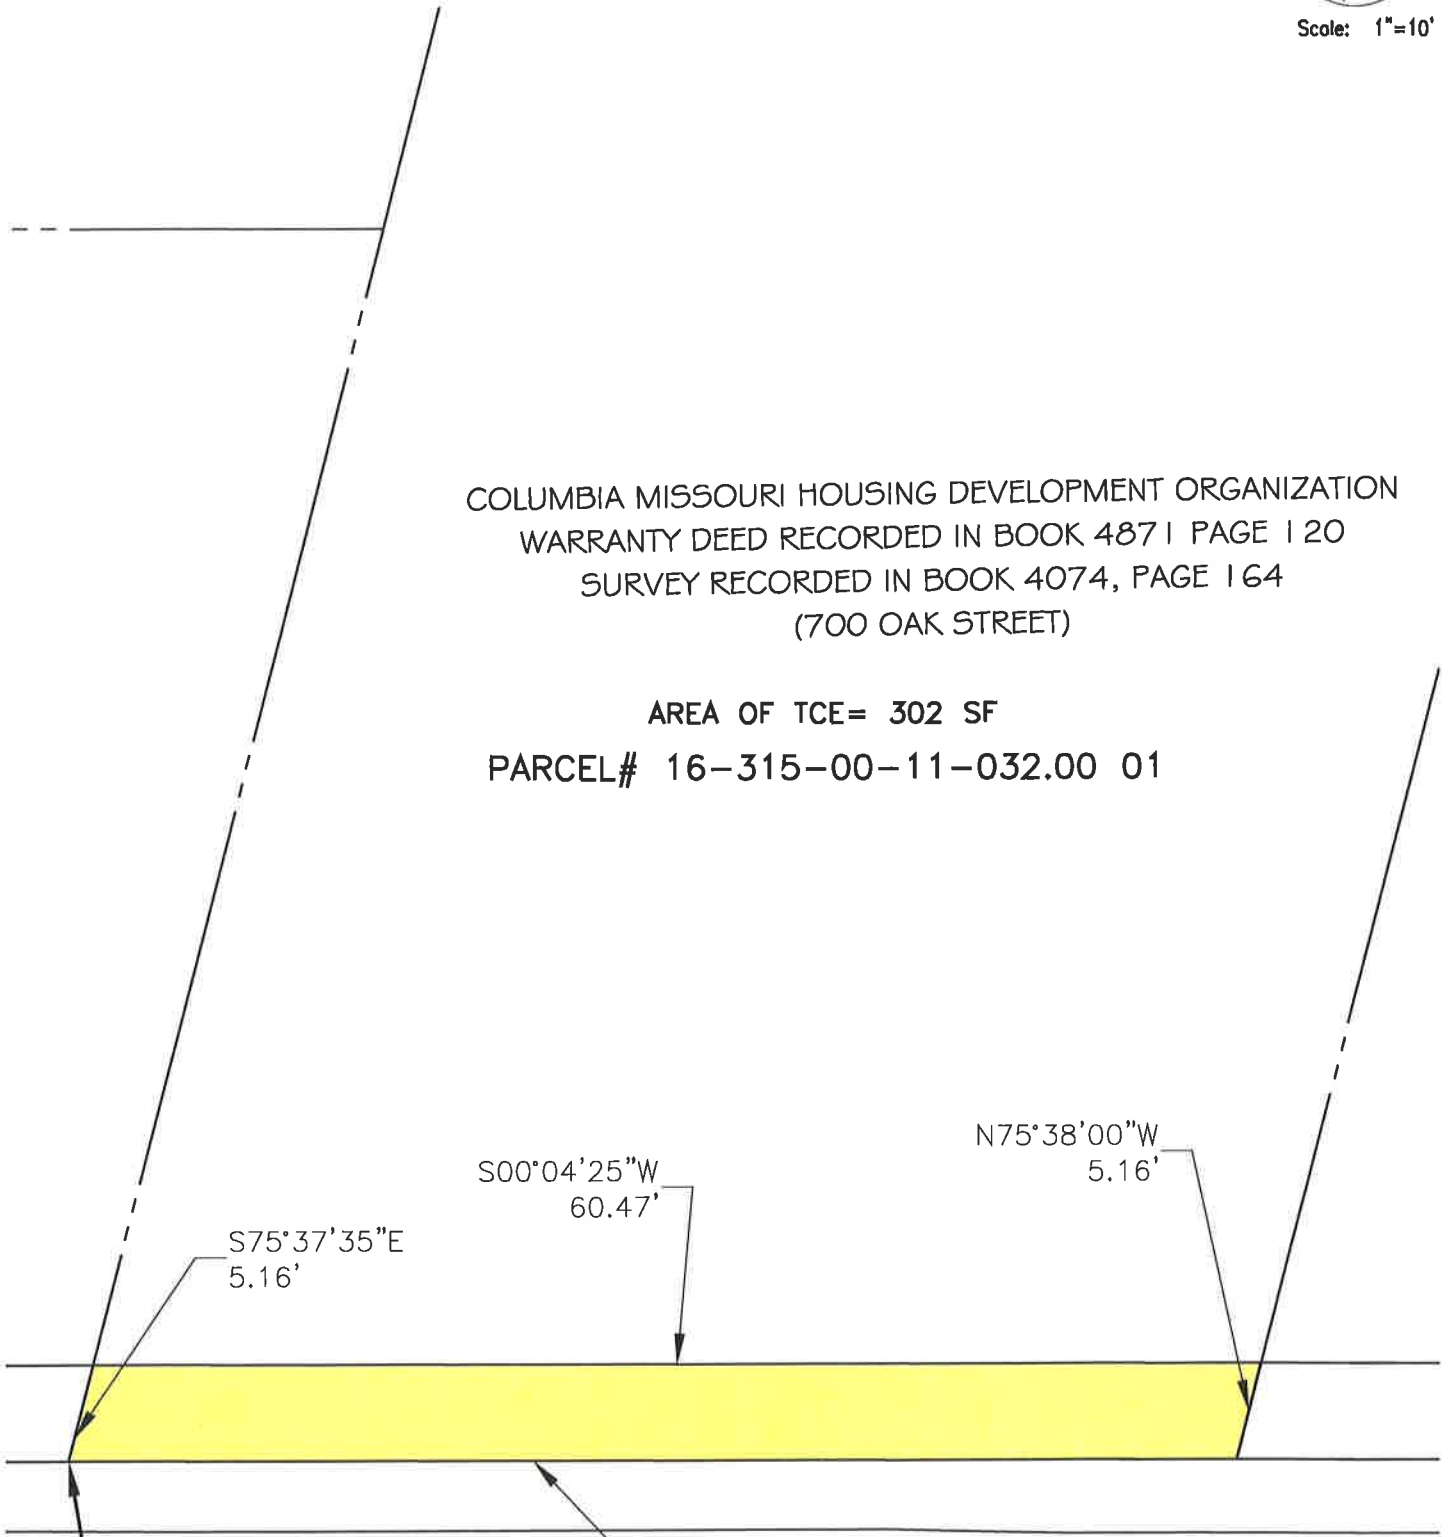 Scale: 1"=10'
COLUMBIA MISSOURI HOUSING DEVELOPMENT ORGANIZATION
WARRANTY DEED RECORDED IN BOOK 4871 PAGE 120
SURVEY RECORDED IN BOOK 4074, PAGE 164
(700 OAK STREET)
AREA OF TCE= 302 SF
PARCEL# 16-315-00-11-032.00 01
N75°38'00"W
5.16'
S00°04'25"W
60.47'
S75°37'35"E
5.16'